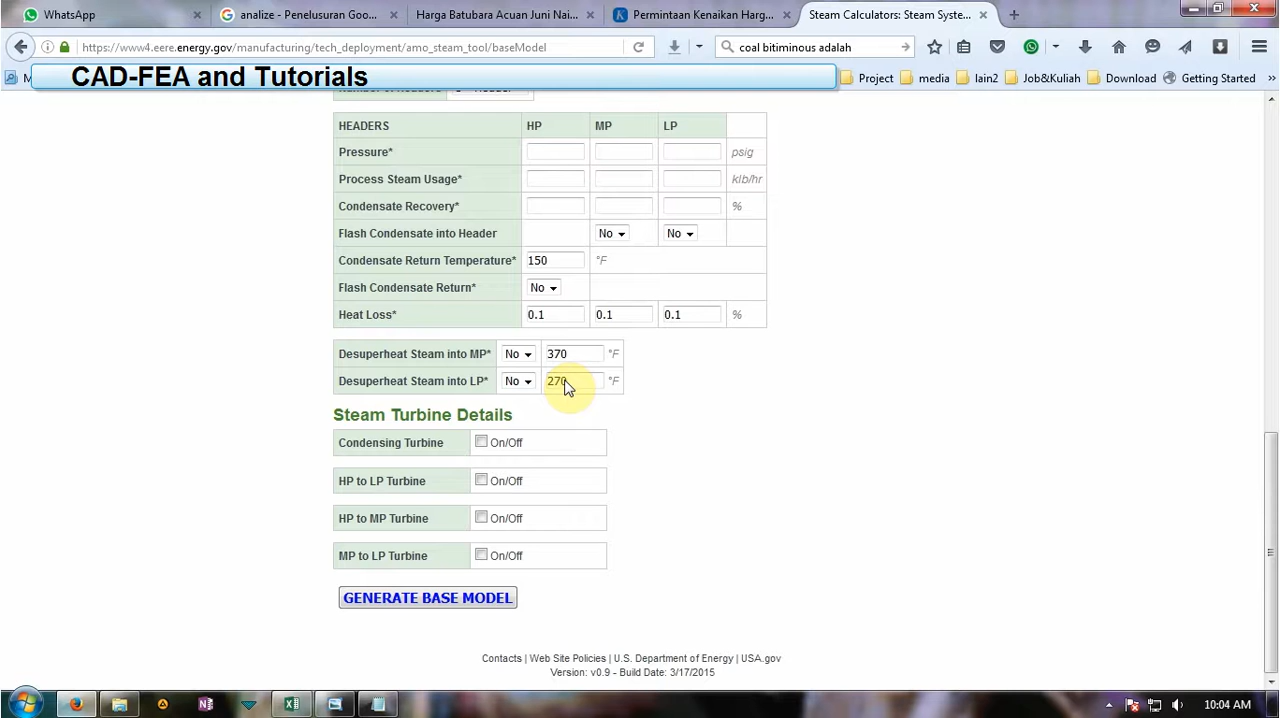 WhatsApp
analize - Penelusuran Goo...
Harga Batubara Acuan Juni Ikai...
Permintaan Kenaikan Harg...
Steam Calculators: Steam Syste...
https://www4.eere.energy.gov/manufacturing/tech_deployment/amo_steam_tool/baseModel
coal bitiminous adalah
CAD-FEA and Tutorials
Project
media
lain2
Job&Kuliah
Download
Getting Started
HEADERS HP MP LP
Pressure* psig
Process Steam Usage* klb/hr
Condensate Recovery* %
Flash Condensate into Header No No
Condensate Return Temperature* 150 °F
Flash Condensate Return* No
Heat Loss* 0.1 0.1 0.1 %
Desuperheat Steam into MP* No 370 °F
Desuperheat Steam into LP* No 270 °F
Steam Turbine Details
Condensing Turbine On/Off
HP to LP Turbine On/Off
HP to MP Turbine On/Off
MP to LP Turbine On/Off
GENERATE BASE MODEL
Contacts | Web Site Policies | U.S. Department of Energy | USA.gov
Version: v0.9 - Build Date: 3/17/2015
10:04 AM